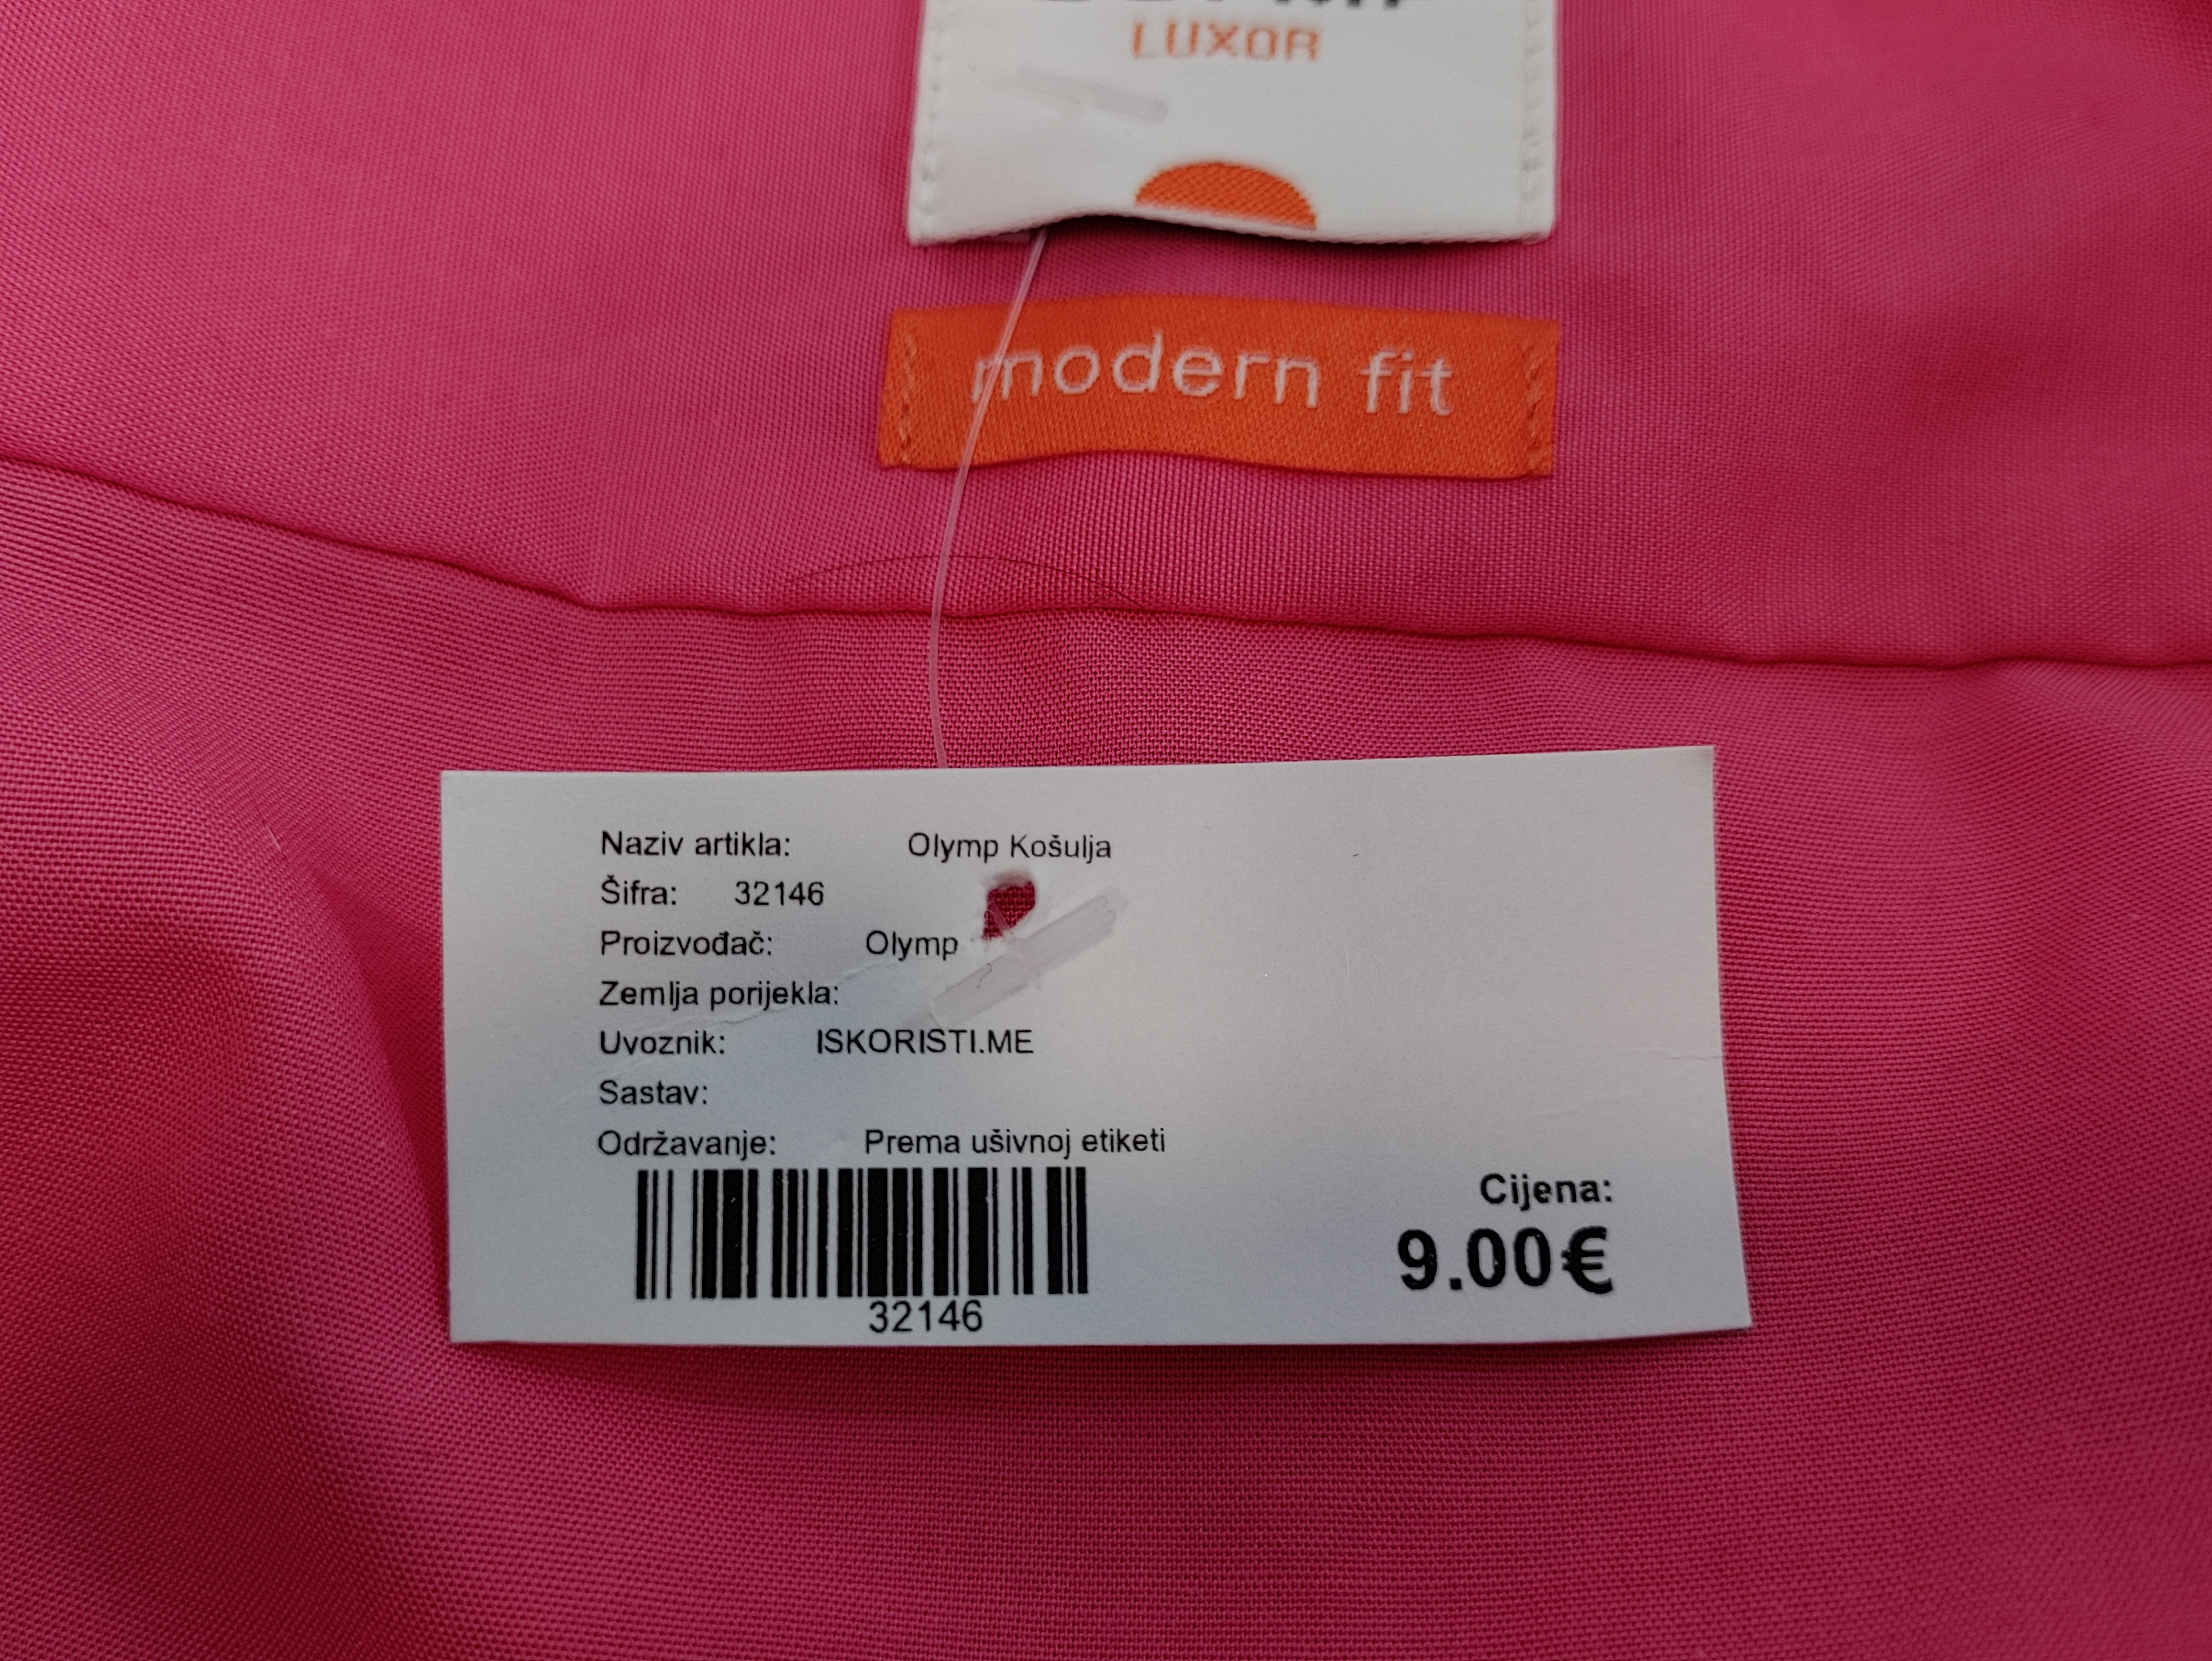 LUXOR
modern fit
Naziv artikla: Olymp Košulja
Šifra: 32146
Proizvođač: Olymp
Zemlja porijekla:
Uvoznik: ISKORISTI.ME
Sastav:
Održavanje: Prema ušivnoj etiketi
32146
Cijena:
9.00€